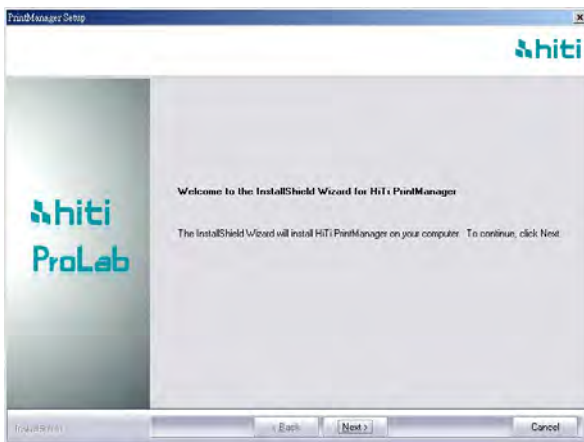 PrintManager Setup
hiti
hiti
ProLab
Welcome to the InstallShield Wizard for HiTi PrintManager
The InstallShield Wizard will install HiTi PrintManager on your computer. To continue, click Next.
InstallShield
< Back
Next >
Cancel